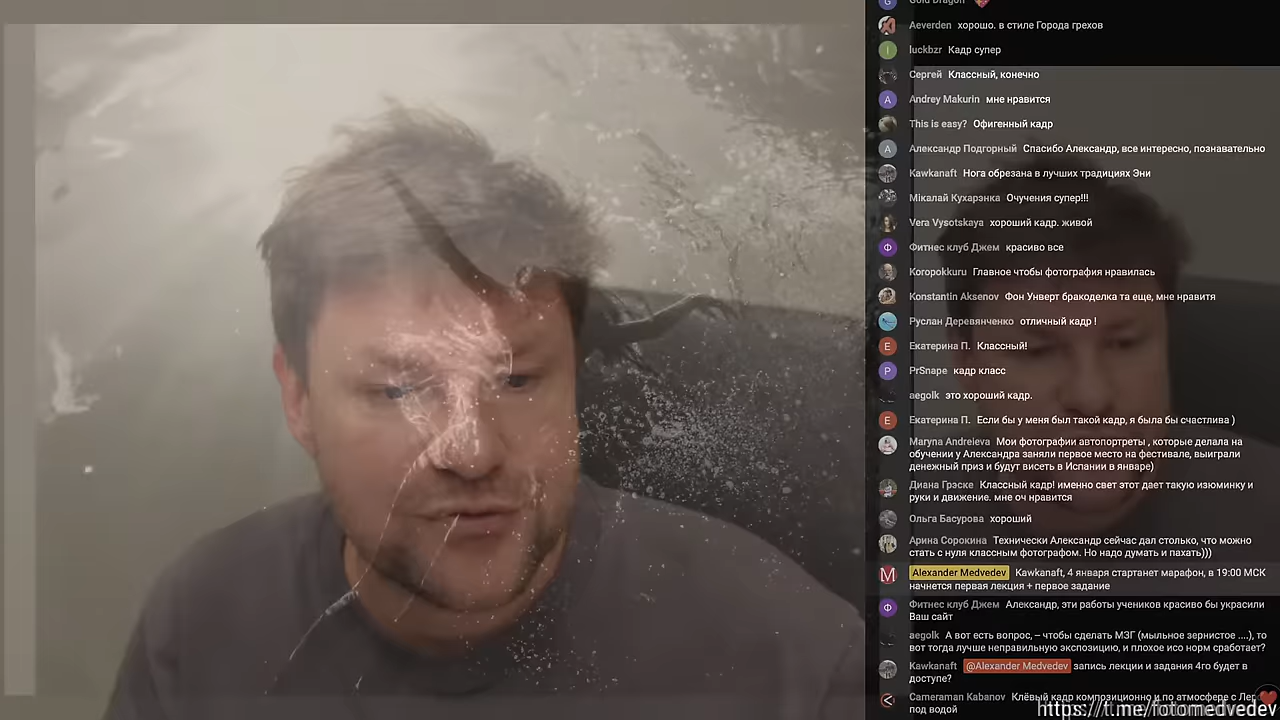 Gold Dragon
Aeverden хорошо. в стиле Города грехов
luckbzr Кадр супер
Сергей Классный, конечно
Andrey Makurin мне нравится
This is easy? Офигенный кадр
Александр Подгорный Спасибо Александр, все интересно, познавательно
Kawkanaft Нога обрезана в лучших традициях Эни
Мікалай Кухарэнка Очучения супер!!!
Vera Vysotskaya хороший кадр. живой
Фитнес клуб Джем красиво все
Koropokkuru Главное чтобы фотография нравилась
Konstantin Aksenov Фон Унверт бракоделка та еще, мне нравитя
Руслан Деревянченко отличный кадр !
Екатерина П. Классный!
PrSnape кадр класс
aegolk это хороший кадр.
Екатерина П. Если бы у меня был такой кадр, я была бы счастлива )
Maryna Andreieva Мои фотографии автопортреты , которые делала на
обучении у Александра заняли первое место на фестивале, выиграли
денежный приз и будут висеть в Испании в январе)
Диана Грэске Классный кадр! именно свет этот дает такую изюминку и
руки и движение. мне оч нравится
Ольга Басурова хороший
Арина Сорокина Технически Александр сейчас дал столько, что можно
стать с нуля классным фотографом. Но надо думать и пахать)))
Alexander Medvedev Kawkanaft, 4 января стартанет марафон, в 19:00 МСК
начнется первая лекция + первое задание
Фитнес клуб Джем Александр, эти работы учеников красиво бы украсили
Ваш сайт
aegolk А вот есть вопрос, – чтобы сделать МЗГ (мыльное зернистое ....), то
вот тогда лучше неправильную экспозицию, и плохое исо норм сработает?
Kawkanaft @Alexander Medvedev запись лекции и задания 4го будет в
доступе?
Cameraman Kabanov Клёвый кадр композиционно и по атмосфере с
под водой
https://t.me/fotomedvedev